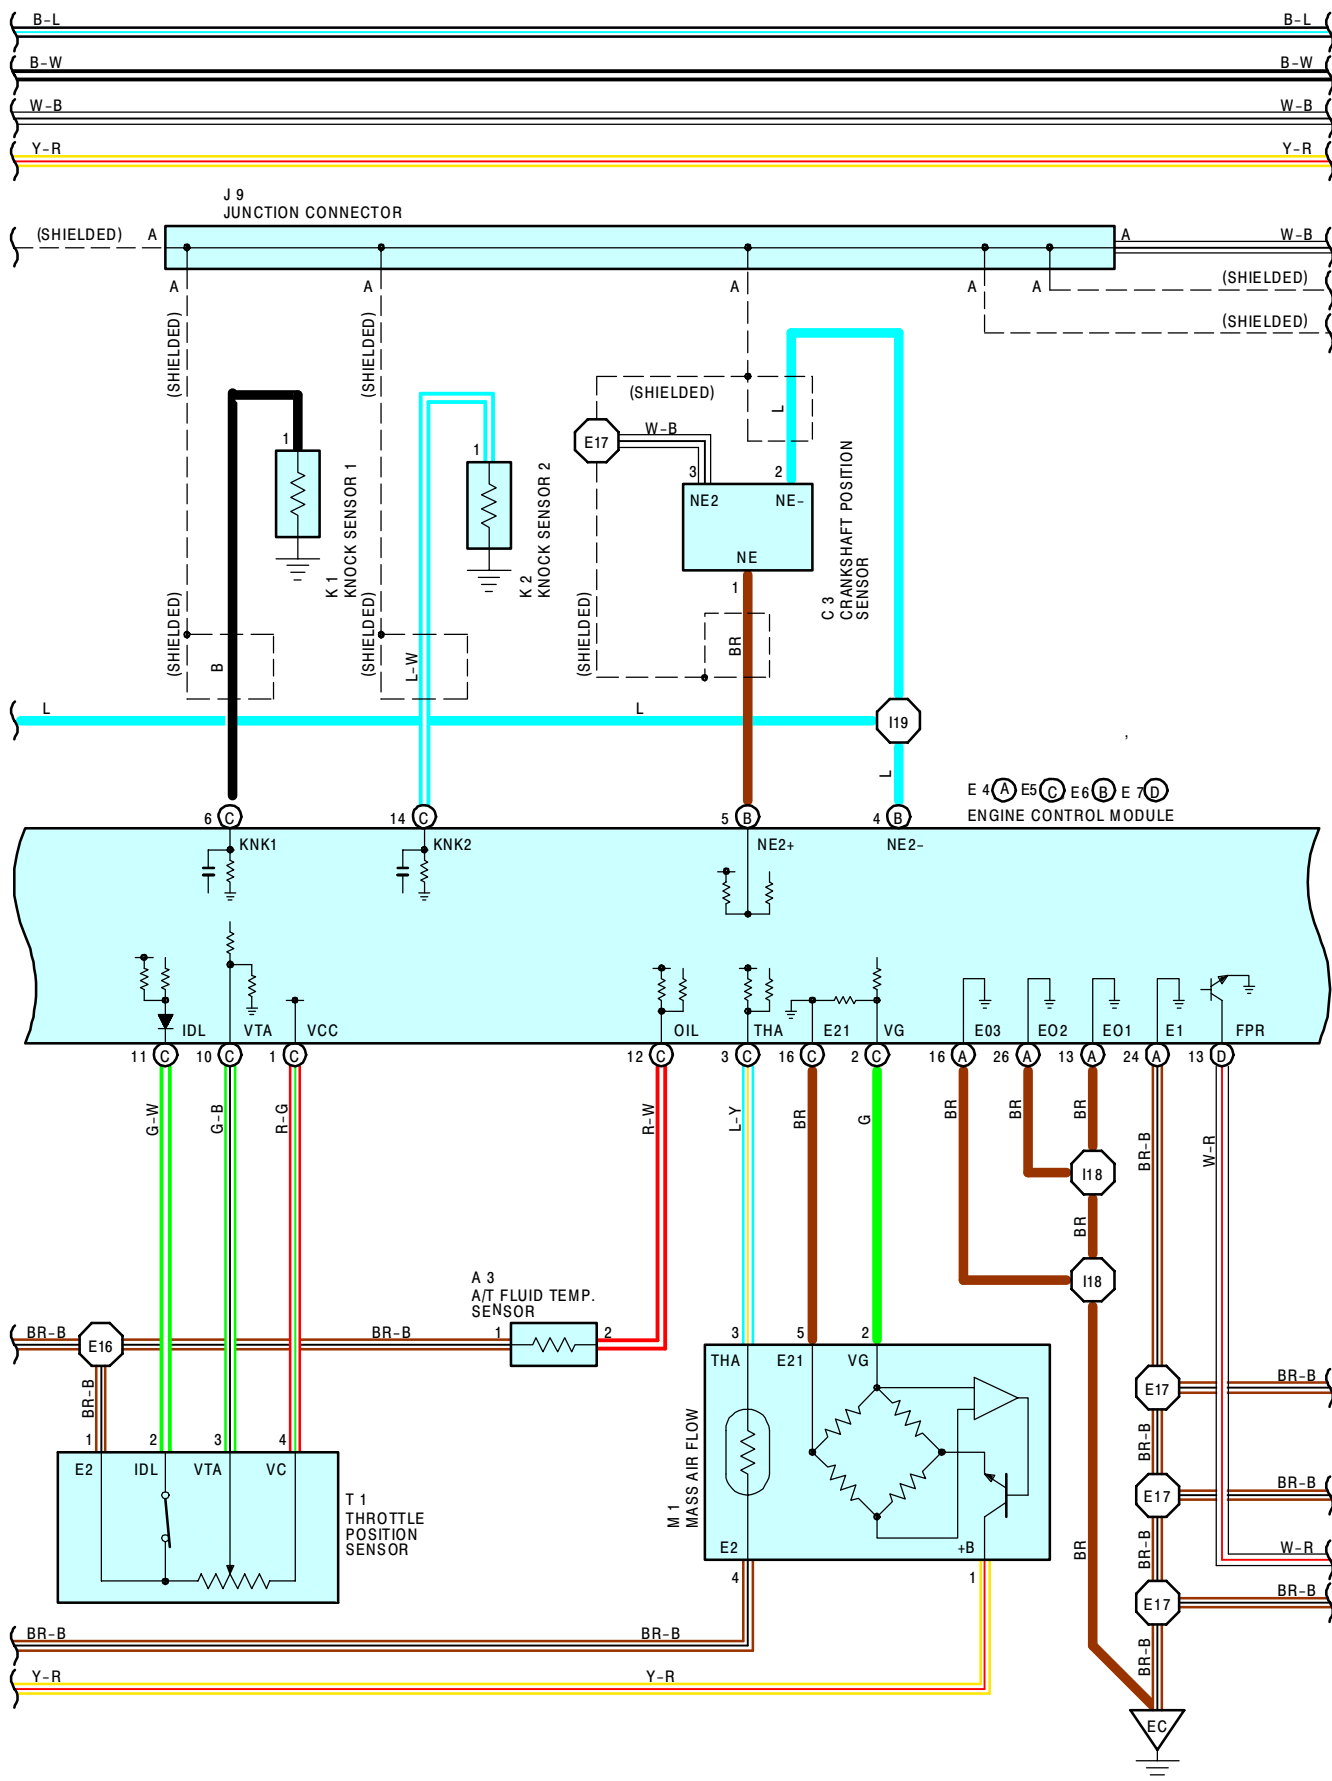 B-L B-L
B-W B-W
W-B W-B
Y-R Y-R
J 9
JUNCTION CONNECTOR
(SHIELDED) A A W-B
A A A A A (SHIELDED)
(SHIELDED)
(SHIELDED)
(SHIELDED)
(SHIELDED)
L
1
1
E17
W-B
3 2
NE2 NE-
NE
1
K 1
KNOCK SENSOR 1
K 2
KNOCK SENSOR 2
C 3
CRANKSHAFT POSITION
SENSOR
(SHIELDED)
B
(SHIELDED)
L-W
(SHIELDED)
BR
L L
I19
L
E 4 A E5 C E6 B E 7 D
ENGINE CONTROL MODULE
6 C 14 C 5 B 4 B
KNK1 KNK2 NE2+ NE2-
IDL VTA VCC OIL THA E21 VG E03 EO2 EO1 E1 FPR
11 C 10 C 1 C 12 C 3 C 16 C 2 C 16 A 26 A 13 A 24 A 13 D
G-W G-B R-G R-W L-Y BR G BR BR BR BR-B W-R
I18
BR
I18
A 3
A/T FLUID TEMP.
SENSOR
BR-B E16 BR-B 1 2
BR-B
3 5 2
THA E21 VG
E17 BR-B
1 2 3 4
E2 IDL VTA VC
M 1
MASS AIR FLOW
BR-B
E17 BR-B
T 1
THROTTLE
POSITION
SENSOR
E2 +B
4 1
BR
BR-B
W-R
E17 BR-B
BR-B BR-B
BR-B
Y-R Y-R
EC